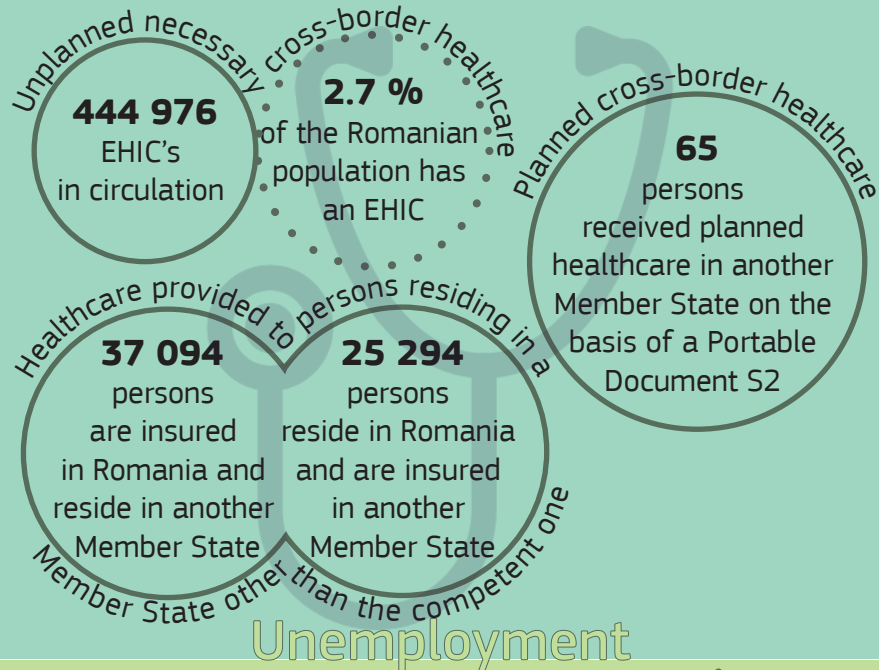 Unplanned necessary cross-border healthcare
444 976
EHIC's
in circulation
2.7 %
of the Romanian
population has
an EHIC
Planned cross-border healthcare
65
persons
received planned
healthcare in another
Member State on the
basis of a Portable
Document S2
Healthcare provided to persons residing in a
Member State other than the competent one
37 094
persons
are insured
in Romania and
reside in another
Member State
25 294
persons
reside in Romania
and are insured
in another
Member State
Unemployment